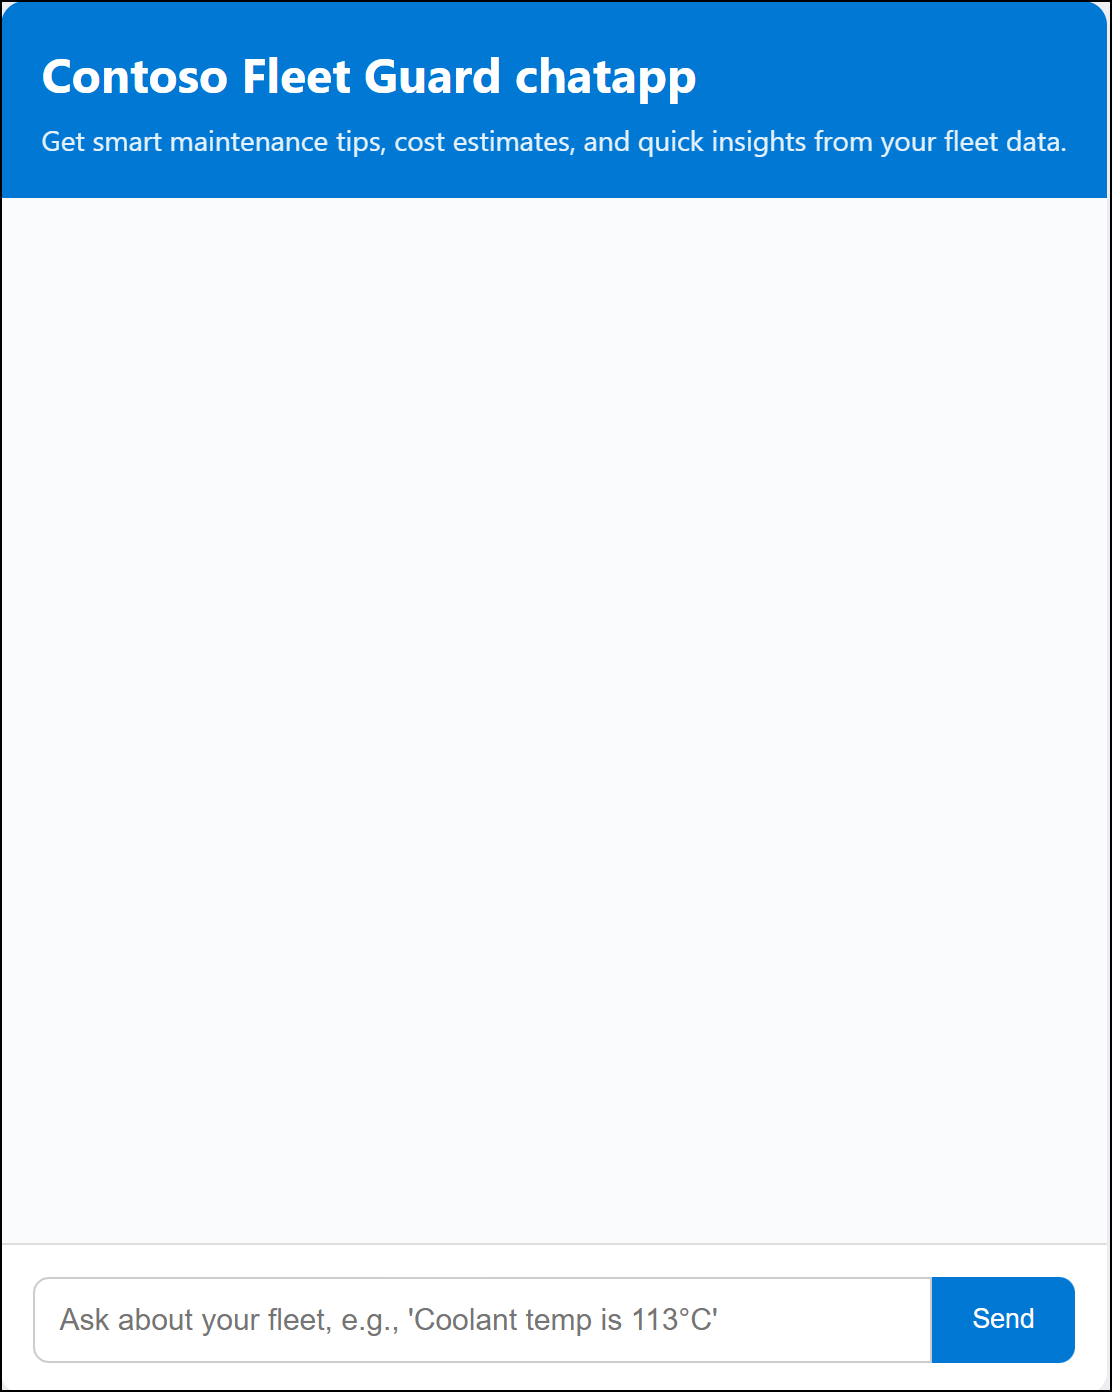 Contoso Fleet Guard chatapp
Get smart maintenance tips, cost estimates, and quick insights from your fleet data.
Ask about your fleet, e.g., 'Coolant temp is 113°C'
Send